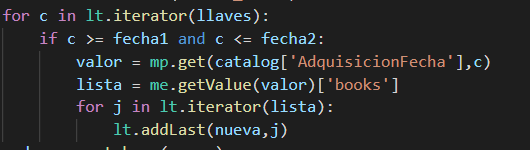 for c in lt.iterator(llaves):
    if c >= fecha1 and c <= fecha2:
        valor = mp.get(catalog['AdquisicionFecha'],c)
        lista = me.getValue(valor)['books']
        for j in lt.iterator(lista):
            lt.addLast(nueva,j)